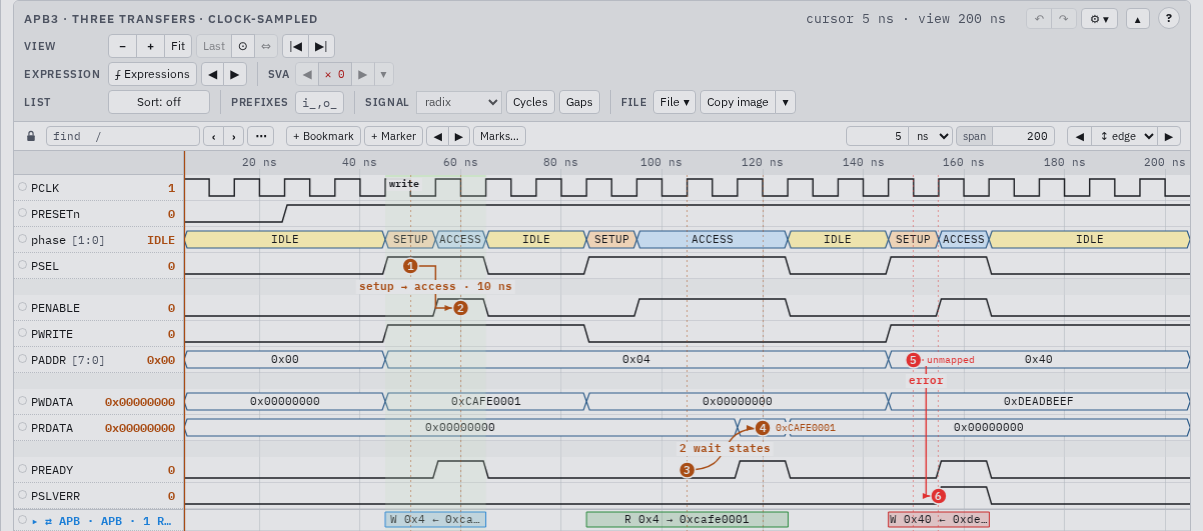 APB3 · THREE TRANSFERS · CLOCK-SAMPLED cursor 5 ns · view 200 ns ↶ ↷ ⚙ ▾ ▲ ?
VIEW − + Fit Last ⊙ ⇔ |◀ ▶|
EXPRESSION ⨍ Expressions ◀ ▶ SVA ◀ × 0 ▶ ▾
LIST Sort: off PREFIXES i_,o_ SIGNAL radix Cycles Gaps FILE File ▾ Copy image ▾
find / ‹ › ⋯ + Bookmark + Marker ◀ ▶ Marks... 5 ns span 200 ◀ ↕ edge ▶
20 ns 40 ns 60 ns 80 ns 100 ns 120 ns 140 ns 160 ns 180 ns 200 ns
PCLK 1 write
PRESETn 0
phase [1:0] IDLE IDLE SETUP ACCESS IDLE SETUP ACCESS IDLE SETUP ACCESS IDLE
PSEL 0 1
setup → access · 10 ns
PENABLE 0 2
PWRITE 0
PADDR [7:0] 0x00 0x00 0x04 5 unmapped 0x40
error
PWDATA 0x00000000 0x00000000 0xCAFE0001 0x00000000 0xDEADBEEF
PRDATA 0x00000000 0x00000000 4 0xCAFE0001 0x00000000
2 wait states
PREADY 0 3
PSLVERR 0 6
▸ ⇄ APB · APB · 1 R… W 0x4 ← 0xca… R 0x4 → 0xcafe0001 W 0x40 ← 0xde…